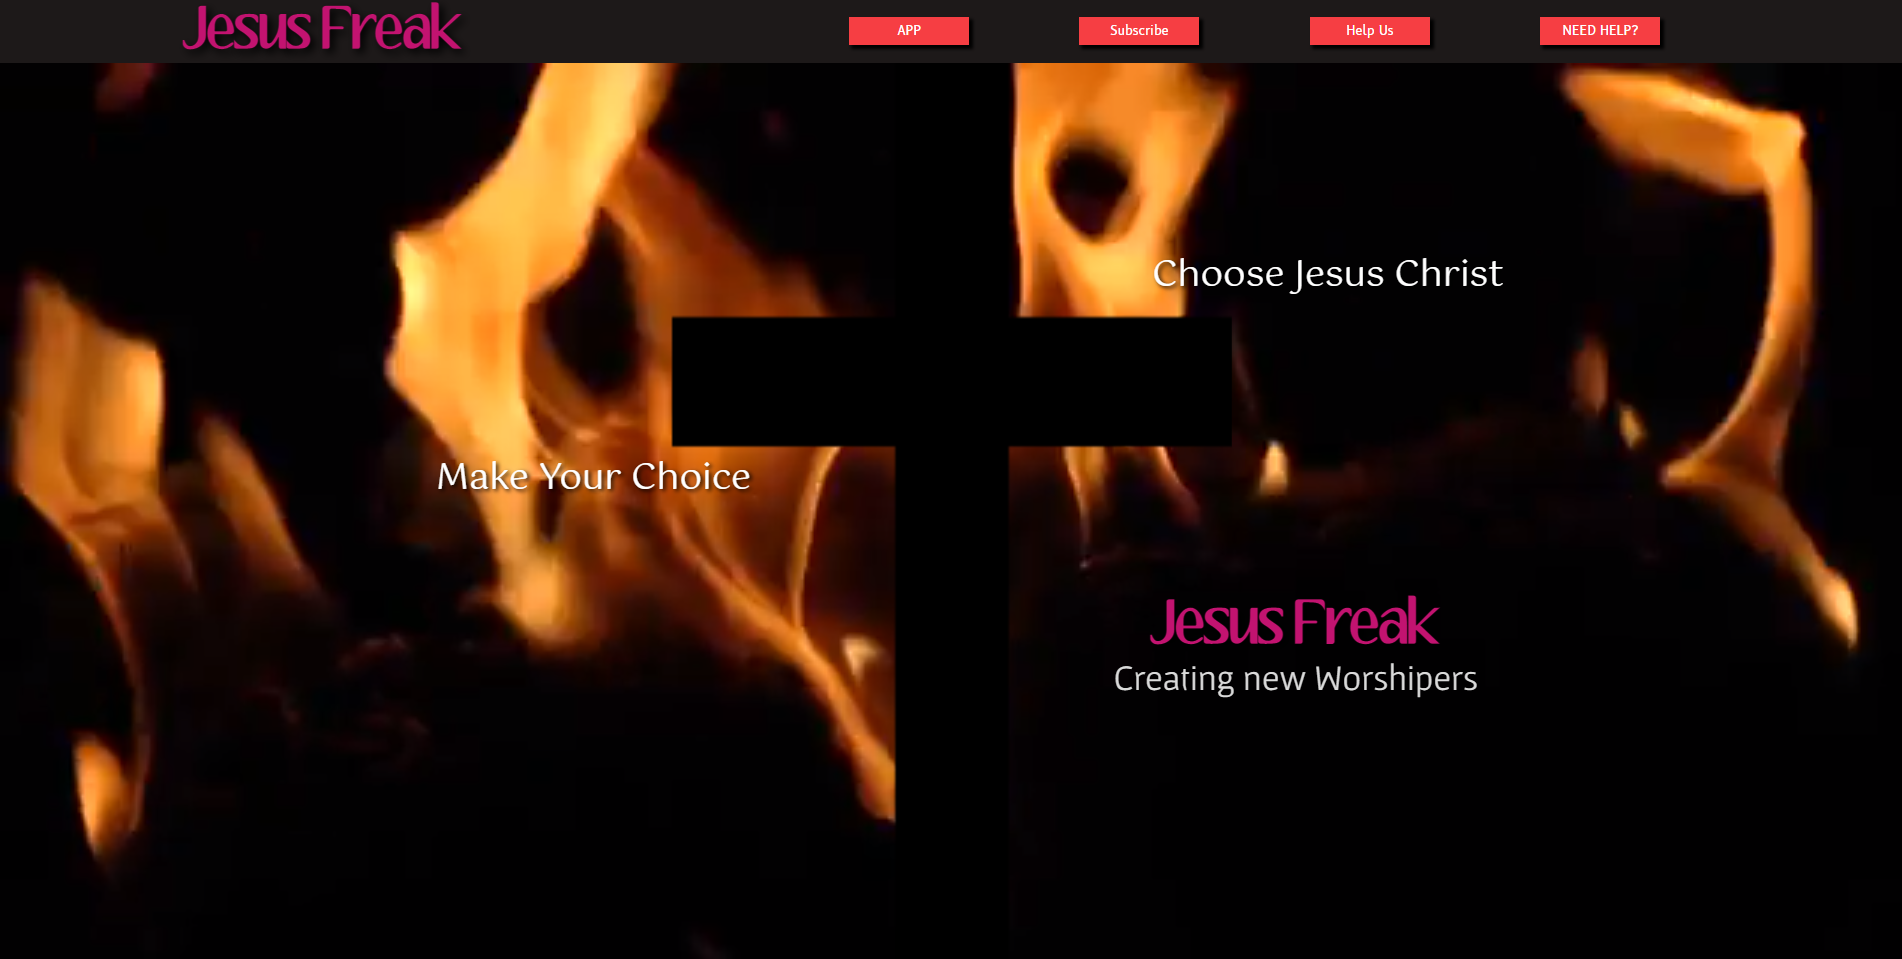 Jesus Freak
APP
Subscribe
Help Us
NEED HELP?
Choose Jesus Christ
Make Your Choice
Jesus Freak
Creating new Worshipers